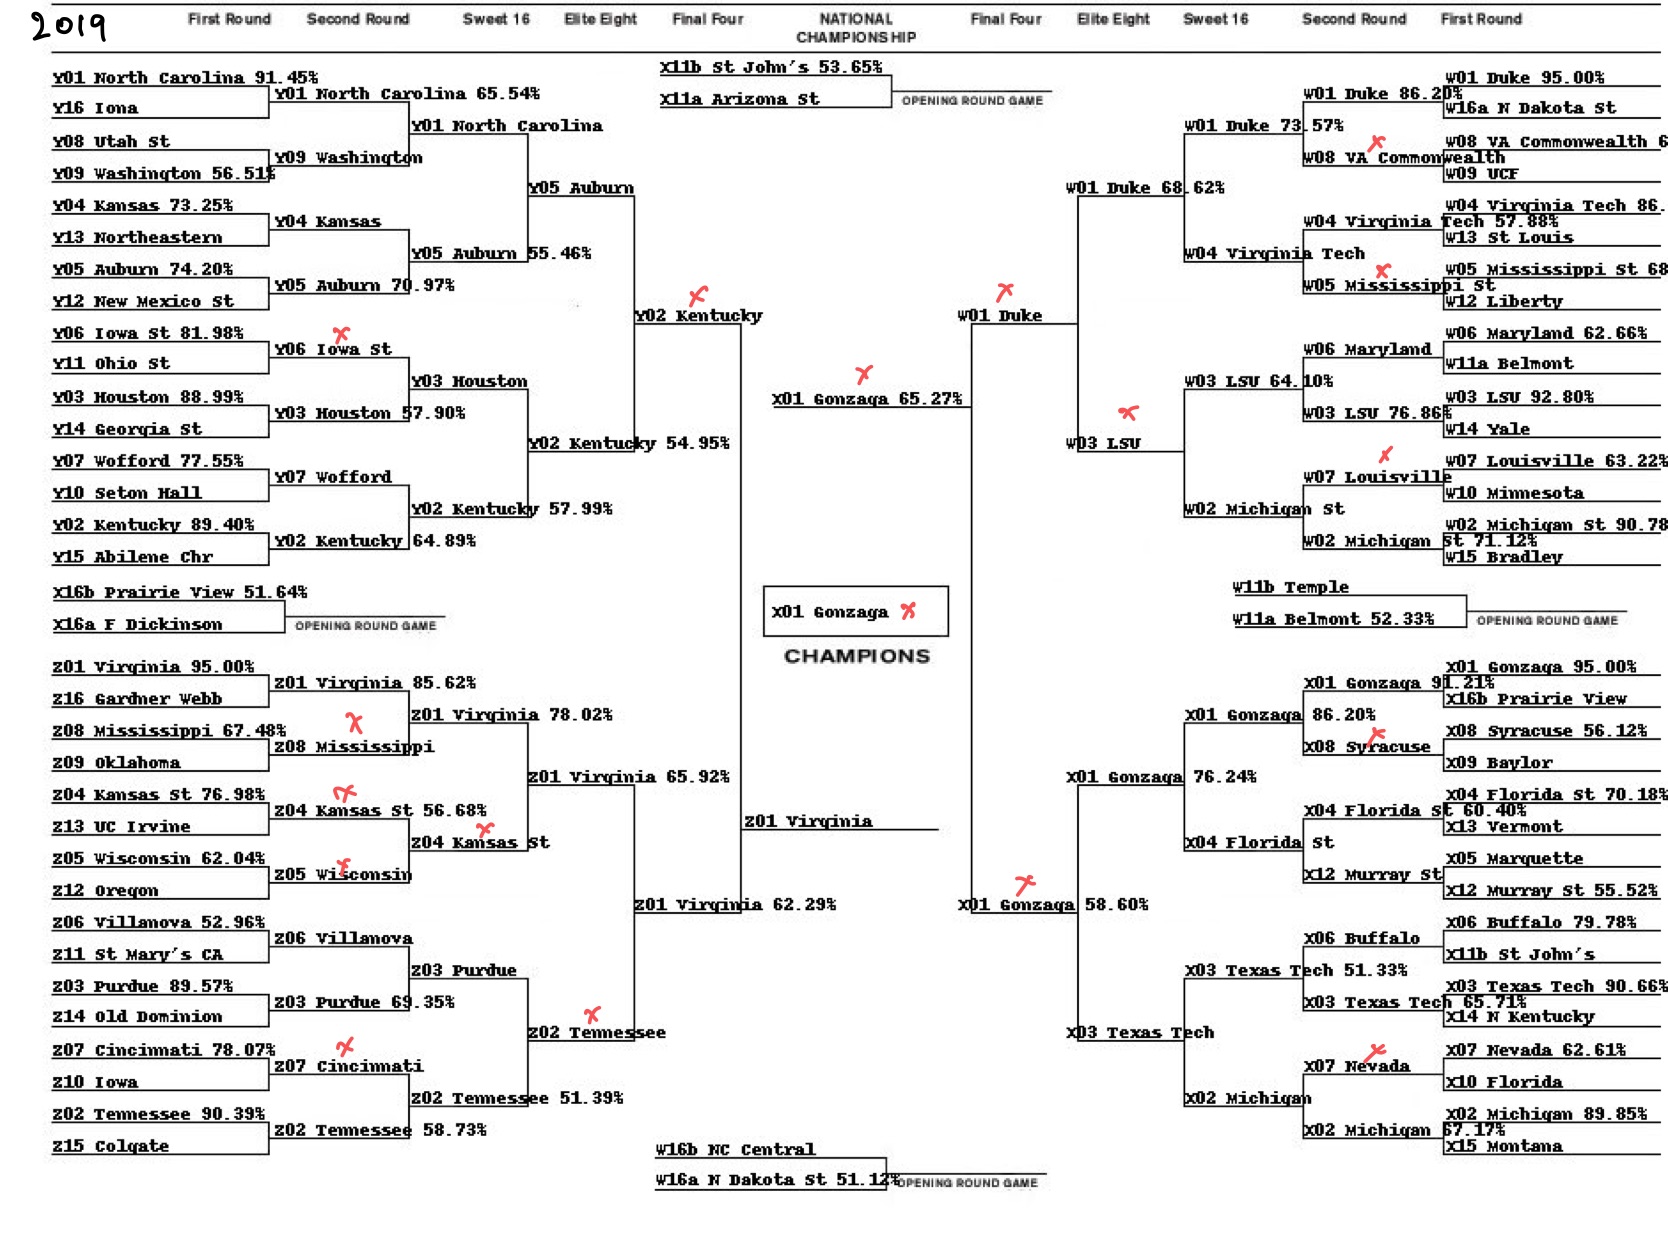 2019
First Round Second Round Sweet 16 Elite Eight Final Four NATIONAL CHAMPIONSHIP Final Four Elite Eight Sweet 16 Second Round First Round
Y01 North Carolina 91.45%
Y16 Iona
Y08 Utah St
Y09 Washington 56.51%
Y04 Kansas 73.25%
Y13 Northeastern
Y05 Auburn 74.20%
Y12 New Mexico St
Y06 Iowa St 81.98%
Y11 Ohio St
Y03 Houston 88.99%
Y14 Georgia St
Y07 Wofford 77.55%
Y10 Seton Hall
Y02 Kentucky 89.40%
Y15 Abilene Chr
Y01 North Carolina 65.54%
Y09 Washington
Y04 Kansas
Y05 Auburn 70.97%
Y06 Iowa St
Y03 Houston 57.90%
Y07 Wofford
Y02 Kentucky 64.89%
Y01 North Carolina
Y05 Auburn 55.46%
Y03 Houston
Y02 Kentucky 57.99%
Y05 Auburn
Y02 Kentucky 54.95%
Y02 Kentucky
X16b Prairie View 51.64%
X16a F Dickinson
OPENING ROUND GAME
Z01 Virginia 95.00%
Z16 Gardner Webb
Z08 Mississippi 67.48%
Z09 Oklahoma
Z04 Kansas St 76.98%
Z13 UC Irvine
Z05 Wisconsin 62.04%
Z12 Oregon
Z06 Villanova 52.96%
Z11 St Mary's CA
Z03 Purdue 89.57%
Z14 Old Dominion
Z07 Cincinnati 78.07%
Z10 Iowa
Z02 Tennessee 90.39%
Z15 Colgate
Z01 Virginia 85.62%
Z08 Mississippi
Z04 Kansas St 56.68%
Z05 Wisconsin
Z06 Villanova
Z03 Purdue 69.35%
Z07 Cincinnati
Z02 Tennessee 58.73%
Z01 Virginia 78.02%
Z04 Kansas St
Z03 Purdue
Z02 Tennessee 51.39%
Z01 Virginia 65.92%
Z02 Tennessee
Z01 Virginia 62.29%
X11b St John's 53.65%
X11a Arizona St
OPENING ROUND GAME
X01 Gonzaga 65.27%
X01 Gonzaga
CHAMPIONS
Z01 Virginia
W16b NC Central
W16a N Dakota St 51.12%
OPENING ROUND GAME
W01 Duke
W01 Duke 68.62%
W03 LSU
W01 Duke 73.57%
W04 Virginia Tech
W03 LSU 64.10%
W02 Michigan St
W01 Duke 86.20%
W08 VA Commonwealth
W04 Virginia Tech 57.88%
W05 Mississippi St
W06 Maryland
W03 LSU 76.86%
W07 Louisville
W02 Michigan St 71.12%
W01 Duke 95.00%
W16a N Dakota St
W08 VA Commonwealth 6
W09 UCF
W04 Virginia Tech 86.
W13 St Louis
W05 Mississippi St 68
W12 Liberty
W06 Maryland 62.66%
W11a Belmont
W03 LSU 92.80%
W14 Yale
W07 Louisville 63.22%
W10 Minnesota
W02 Michigan St 90.78
W15 Bradley
W11b Temple
W11a Belmont 52.33%
OPENING ROUND GAME
X01 Gonzaga 58.60%
X01 Gonzaga 76.24%
X03 Texas Tech
X01 Gonzaga 86.20%
X04 Florida St
X03 Texas Tech 51.33%
X02 Michigan
X01 Gonzaga 91.21%
X08 Syracuse
X04 Florida St 60.40%
X12 Murray St
X06 Buffalo
X03 Texas Tech 65.71%
X07 Nevada
X02 Michigan 67.17%
X01 Gonzaga 95.00%
X16b Prairie View
X08 Syracuse 56.12%
X09 Baylor
X04 Florida St 70.18%
X13 Vermont
X05 Marquette
X12 Murray St 55.52%
X06 Buffalo 79.78%
X11b St John's
X03 Texas Tech 90.66%
X14 N Kentucky
X07 Nevada 62.61%
X10 Florida
X02 Michigan 89.85%
X15 Montana